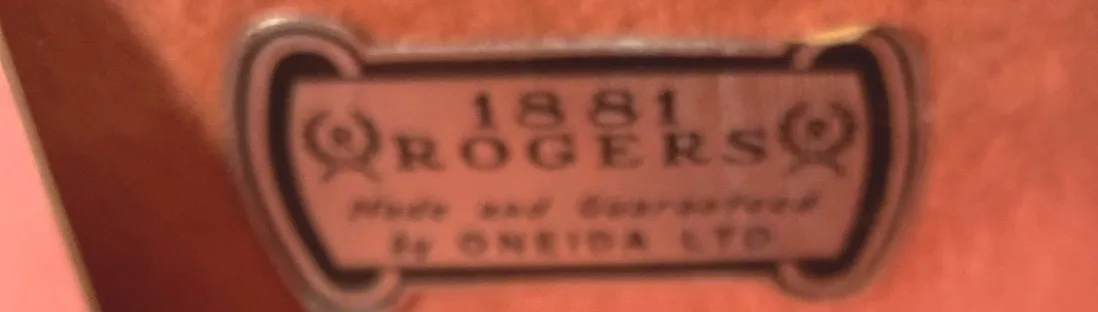 1881
R ROGERS R
Made and Guaranteed
by ONEIDA LTD